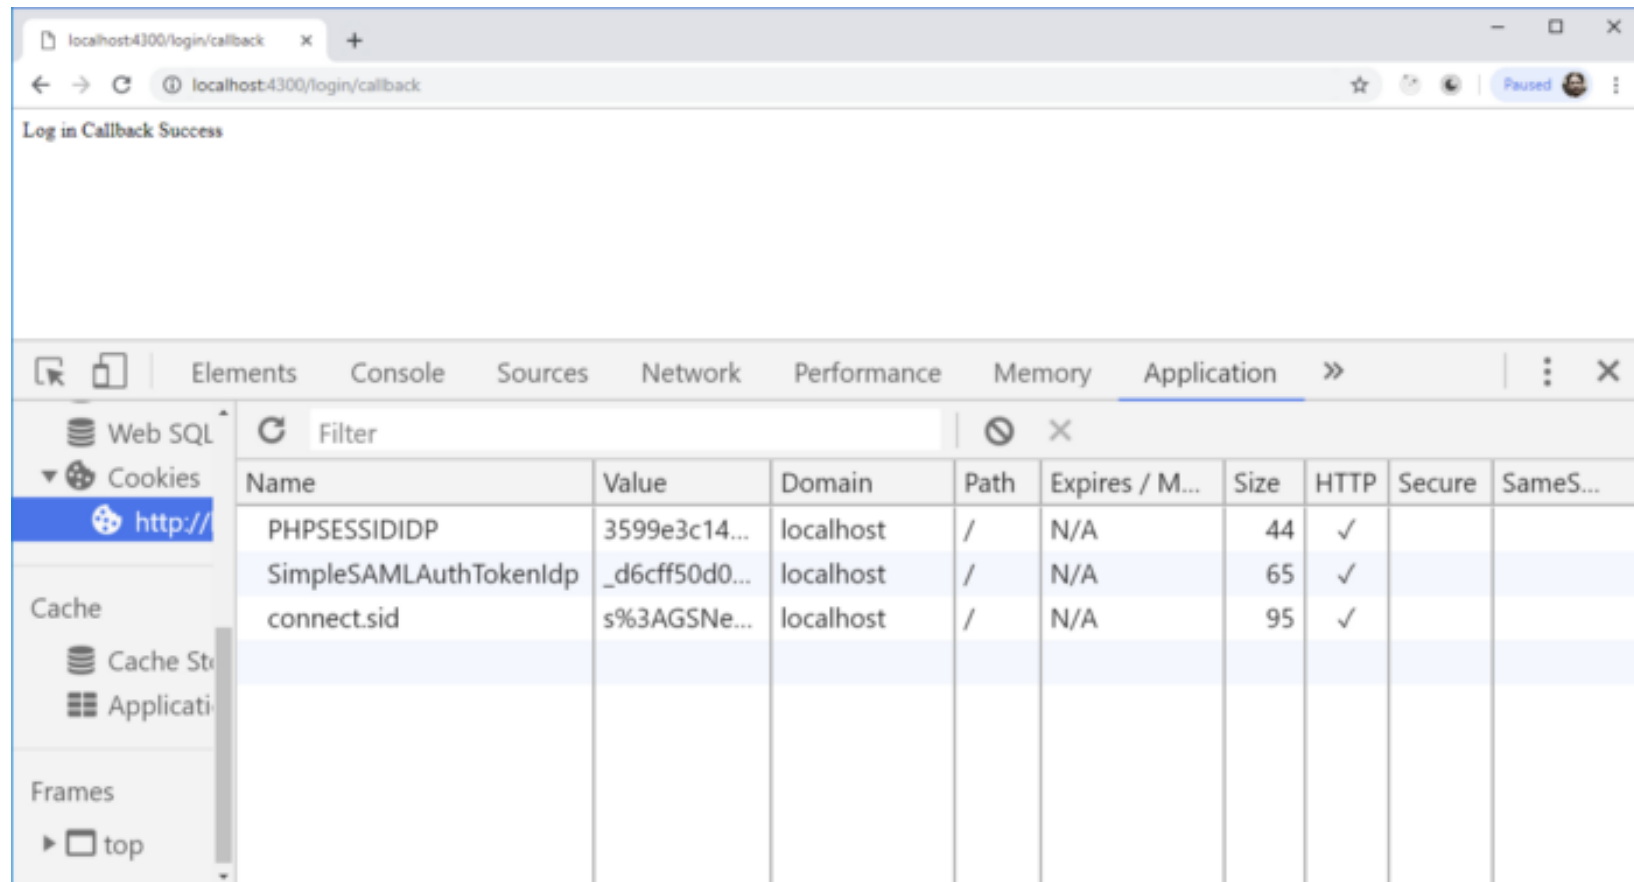 localhost:4300/login/callback
localhost:4300/login/callback
Paused
Log in Callback Success
Elements Console Sources Network Performance Memory Application
Web SQL
Filter
Cookies
http://
Cache
Cache Sto
Applicati
Frames
top
Name Value Domain Path Expires / M... Size HTTP Secure SameS...
PHPSESSIDIDP 3599e3c14... localhost / N/A 44 ✓
SimpleSAMLAuthTokenIdp _d6cff50d0... localhost / N/A 65 ✓
connect.sid s%3AGSNe... localhost / N/A 95 ✓